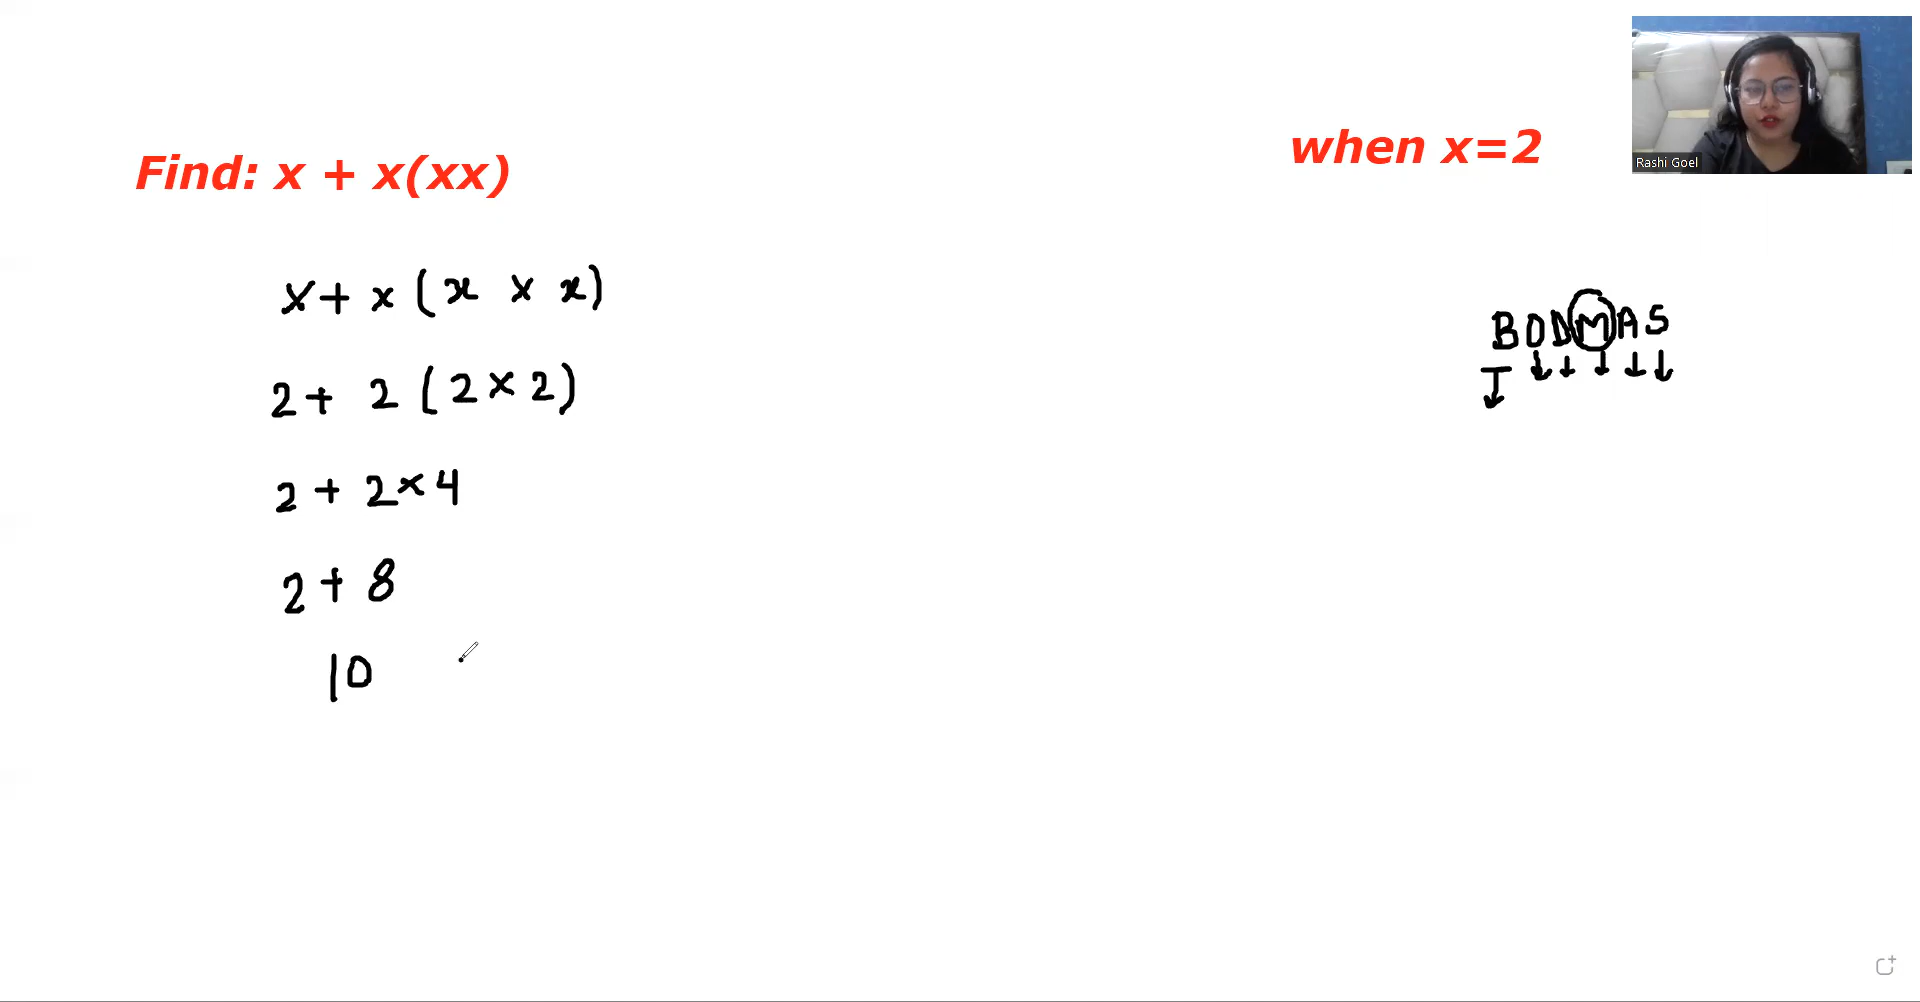 Find: x + x(xx)
when x=2
Rashi Goel
x + x ( x × x )
2 + 2 ( 2 × 2 )
2 + 2 × 4
2 + 8
10
BODMAS